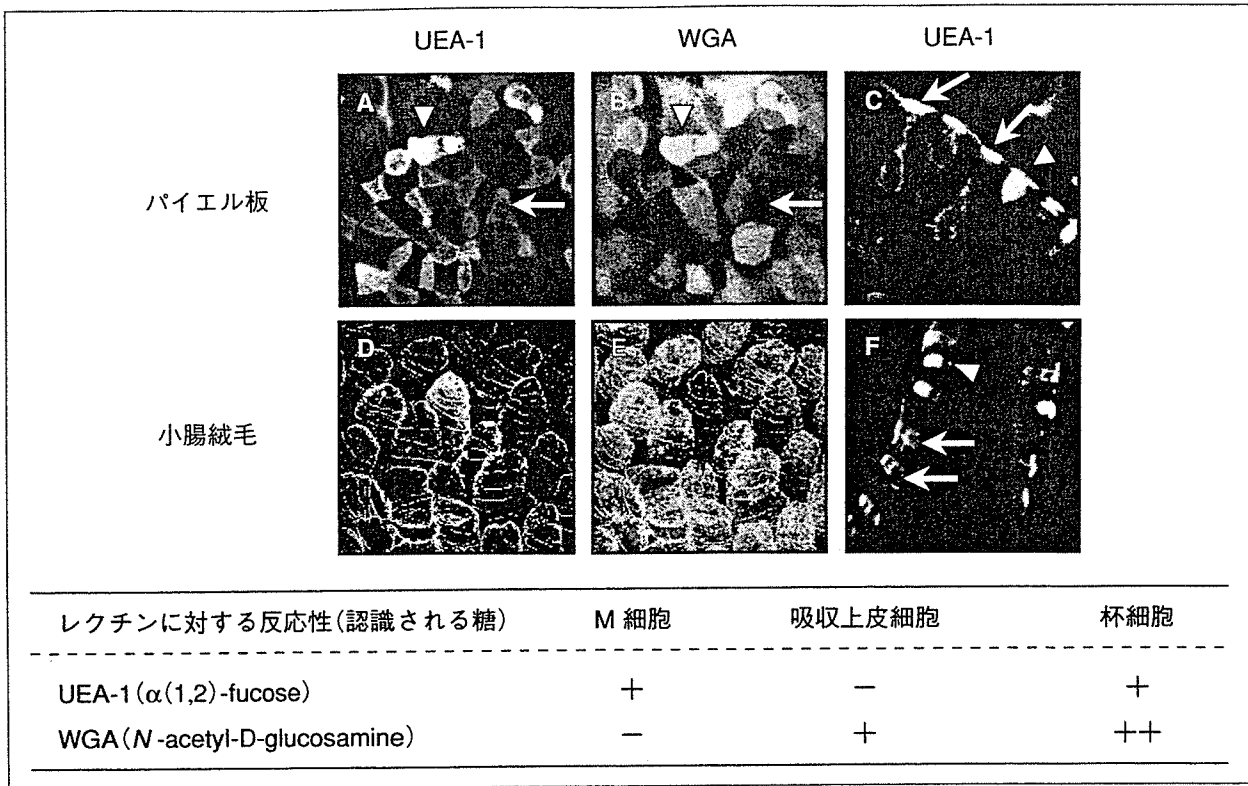 UEA-1 WGA UEA-1
パイエル板
A B C
小腸絨毛
D E F
レクチンに対する反応性(認識される糖) M 細胞 吸収上皮細胞 杯細胞
UEA-1(α(1,2)-fucose) + − +
WGA(N-acetyl-D-glucosamine) − + ++